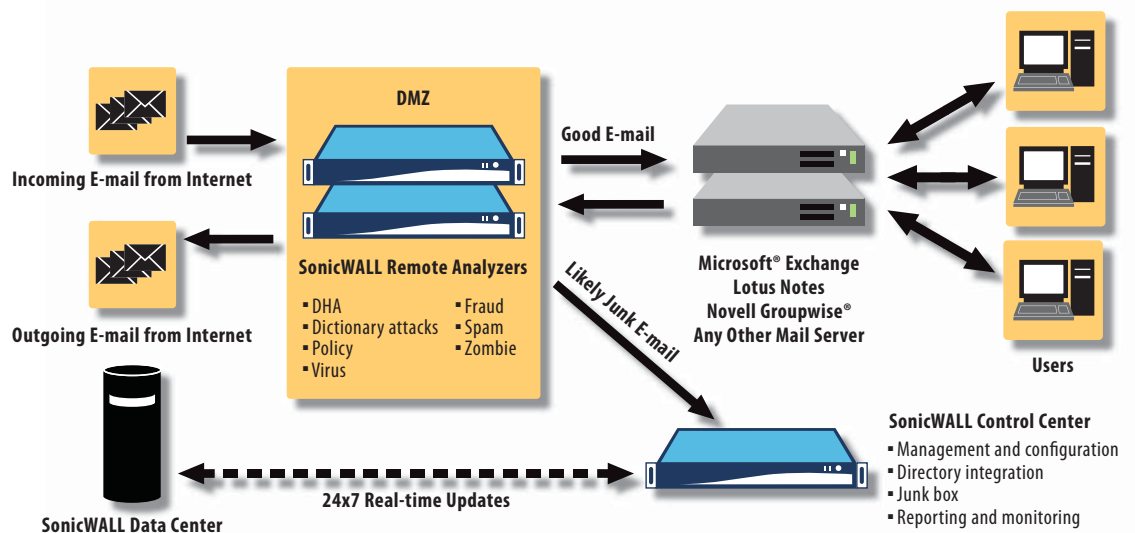 DMZ
Incoming E-mail from Internet
Outgoing E-mail from Internet
SonicWALL Remote Analyzers
▪ DHA
▪ Dictionary attacks
▪ Policy
▪ Virus
▪ Fraud
▪ Spam
▪ Zombie
Good E-mail
Likely Junk E-mail
Microsoft® Exchange
Lotus Notes
Novell Groupwise®
Any Other Mail Server
Users
SonicWALL Control Center
▪ Management and configuration
▪ Directory integration
▪ Junk box
▪ Reporting and monitoring
24x7 Real-time Updates
SonicWALL Data Center